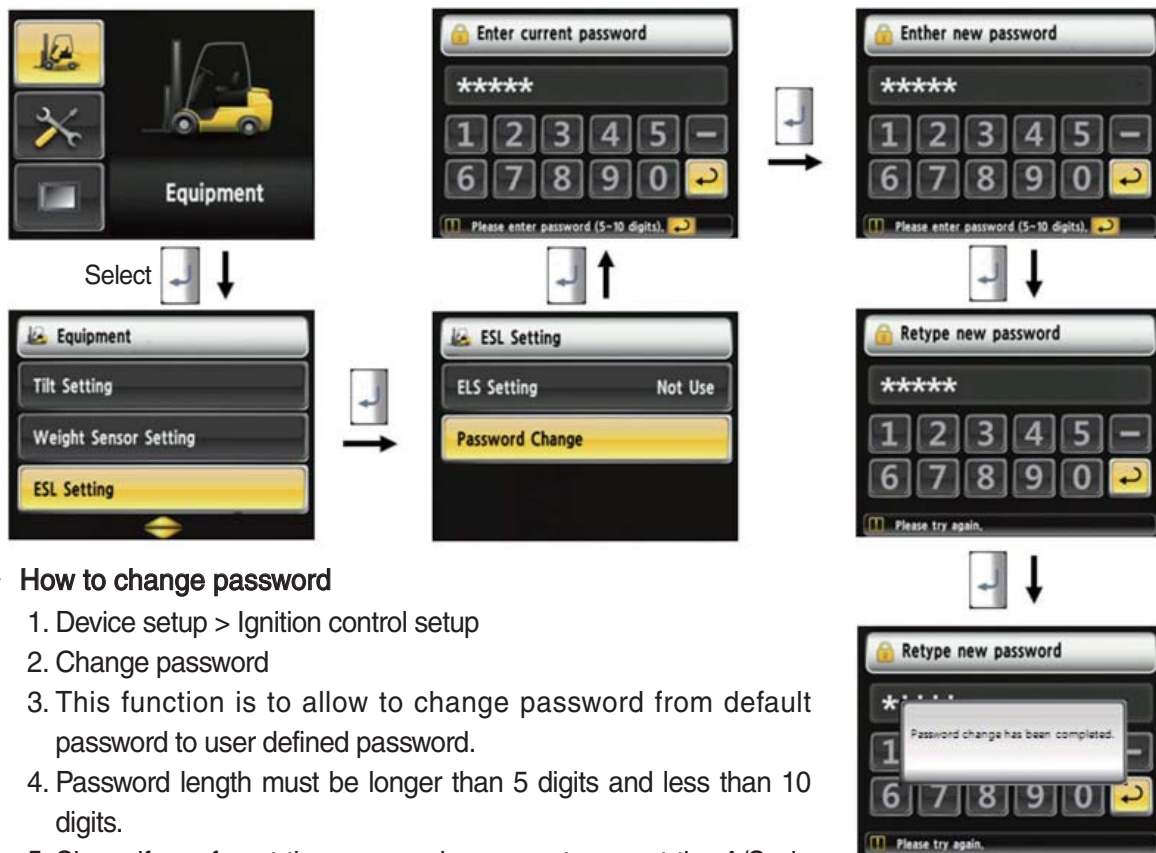 Equipment
Select
Equipment
Tilt Setting
Weight Sensor Setting
ESL Setting
ESL Setting
ELS Setting Not Use
Password Change
Enter current password
*****
1 2 3 4 5 -
6 7 8 9 0
Please enter password (5~10 digits).
Enther new password
*****
1 2 3 4 5 -
6 7 8 9 0
Please enter password (5~10 digits).
Retype new password
*****
1 2 3 4 5 -
6 7 8 9 0
Please try again.
Retype new password
Password change has been completed.
1
6 7 8 9 0
Please try again.
How to change password
1. Device setup > Ignition control setup
2. Change password
3. This function is to allow to change password from default
password to user defined password.
4. Password length must be longer than 5 digits and less than 10
digits.